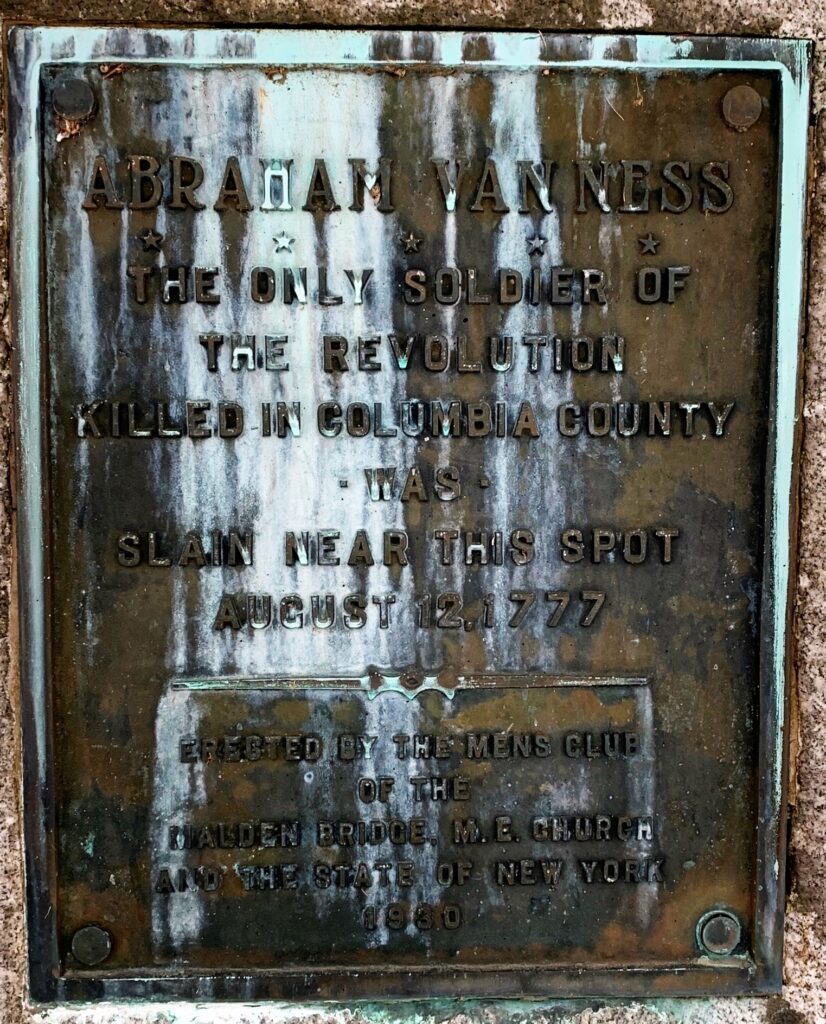 ABRAHAM VAN NESS
THE ONLY SOLDIER OF
THE REVOLUTION
KILLED IN COLUMBIA COUNTY
· WAS ·
SLAIN NEAR THIS SPOT
AUGUST 12, 1777
ERECTED BY THE MENS CLUB
OF THE
MALDEN BRIDGE, M. E. CHURCH
AND THE STATE OF NEW YORK
1930